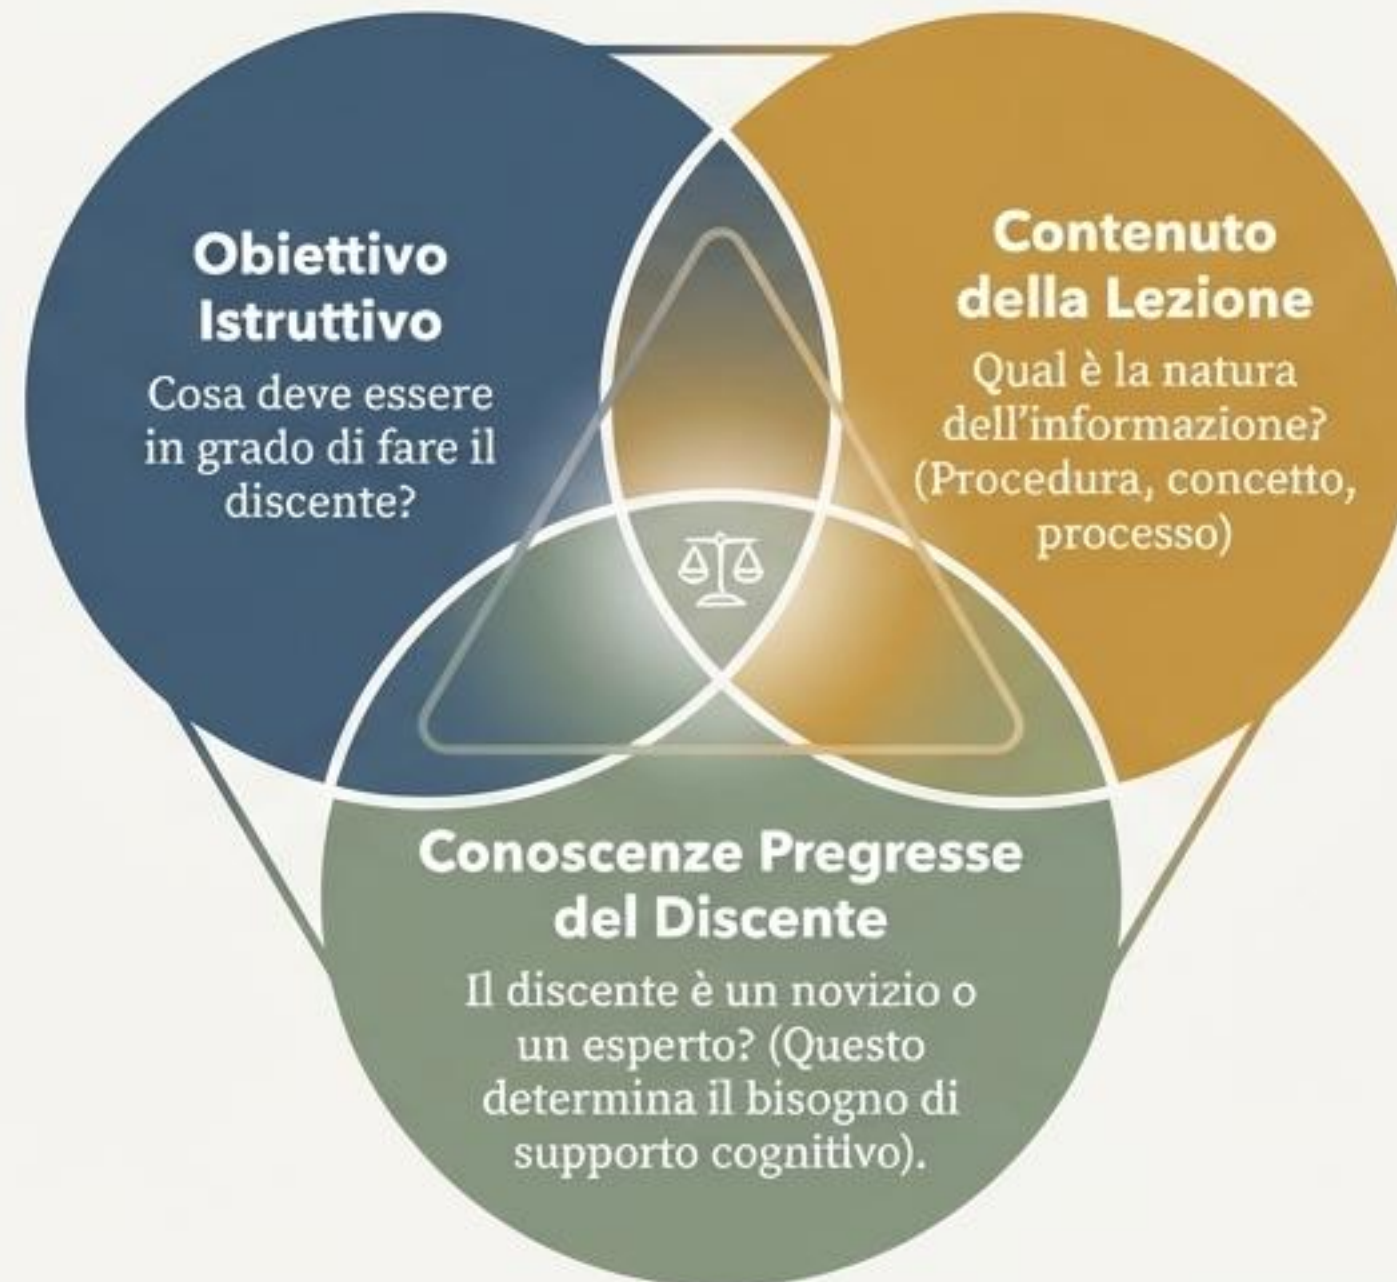 Obiettivo
Istruttivo
Cosa deve essere
in grado di fare il
discente?
Contenuto
della Lezione
Qual è la natura
dell'informazione?
(Procedura, concetto,
processo)
Conoscenze Pregresse
del Discente
Il discente è un novizio o
un esperto? (Questo
determina il bisogno di
supporto cognitivo).